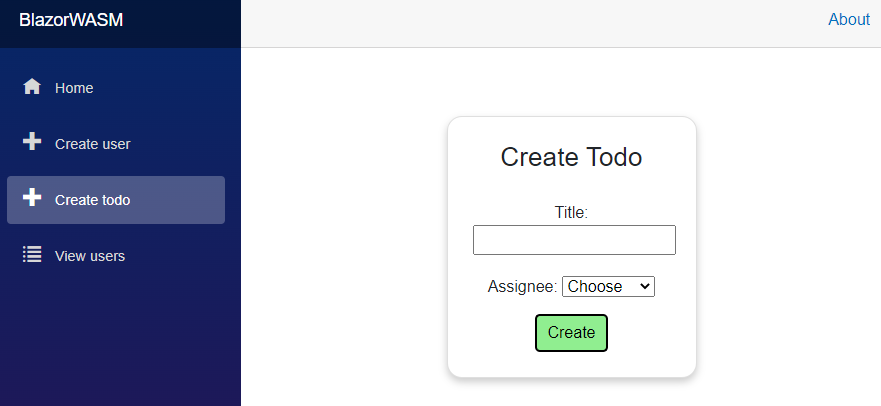 BlazorWASM
About
Home
Create user
Create todo
View users
Create Todo
Title:
Assignee: Choose
Create